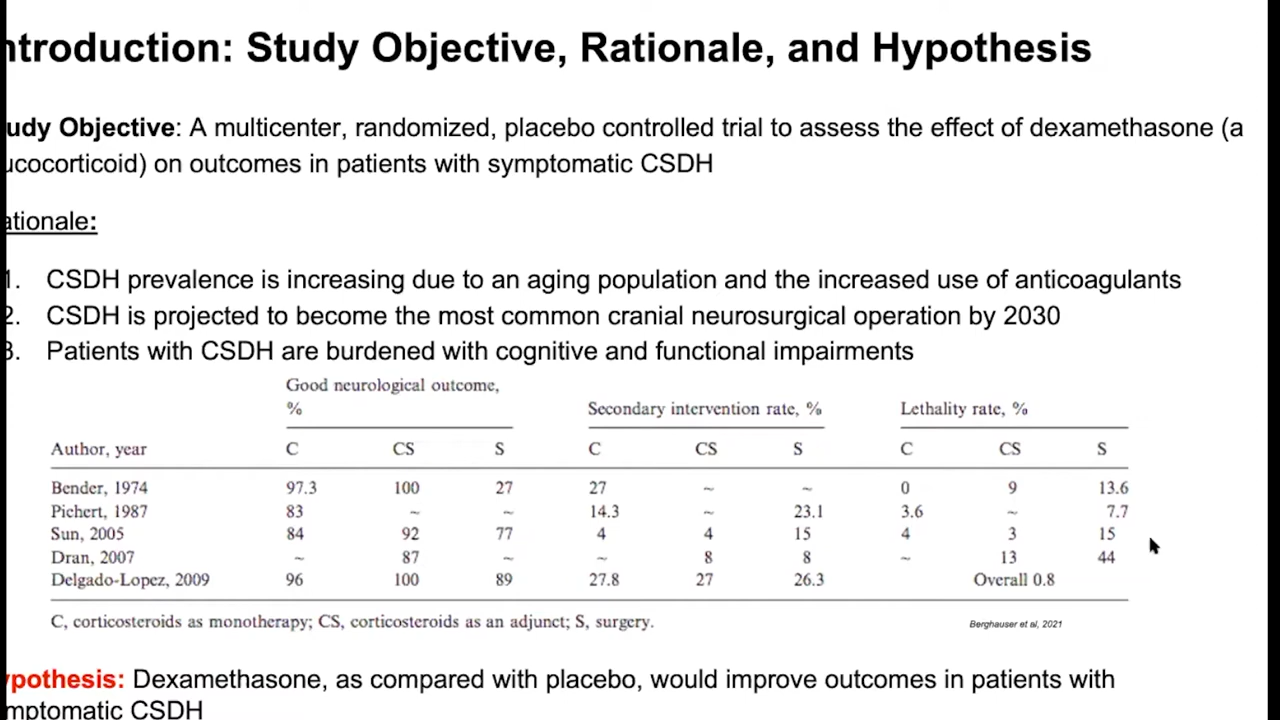 ntroduction: Study Objective, Rationale, and Hypothesis
udy Objective: A multicenter, randomized, placebo controlled trial to assess the effect of dexamethasone (a
ucocorticoid) on outcomes in patients with symptomatic CSDH
ationale:
1. CSDH prevalence is increasing due to an aging population and the increased use of anticoagulants
2. CSDH is projected to become the most common cranial neurosurgical operation by 2030
3. Patients with CSDH are burdened with cognitive and functional impairments
Good neurological outcome,
% Secondary intervention rate, % Lethality rate, %
Author, year C CS S C CS S C CS S
Bender, 1974 97.3 100 27 27 ~ ~ 0 9 13.6
Pichert, 1987 83 ~ ~ 14.3 ~ 23.1 3.6 ~ 7.7
Sun, 2005 84 92 77 4 4 15 4 3 15
Dran, 2007 ~ 87 ~ ~ 8 8 ~ 13 44
Delgado-Lopez, 2009 96 100 89 27.8 27 26.3 Overall 0.8
C, corticosteroids as monotherapy; CS, corticosteroids as an adjunct; S, surgery.
Berghauser et al, 2021
ypothesis: Dexamethasone, as compared with placebo, would improve outcomes in patients with
mptomatic CSDH